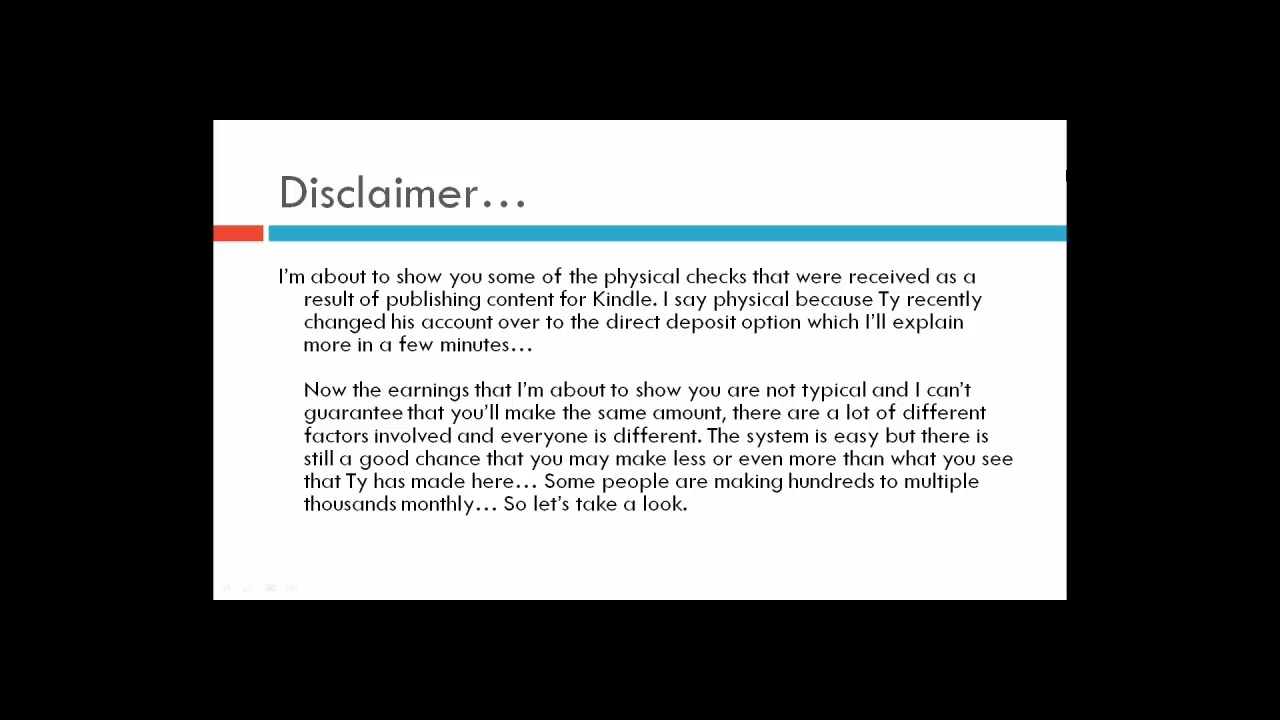 Disclaimer...
I'm about to show you some of the physical checks that were received as a
result of publishing content for Kindle. I say physical because Ty recently
changed his account over to the direct deposit option which I'll explain
more in a few minutes...
Now the earnings that I'm about to show you are not typical and I can't
guarantee that you'll make the same amount, there are a lot of different
factors involved and everyone is different. The system is easy but there is
still a good chance that you may make less or even more than what you see
that Ty has made here... Some people are making hundreds to multiple
thousands monthly... So let's take a look.